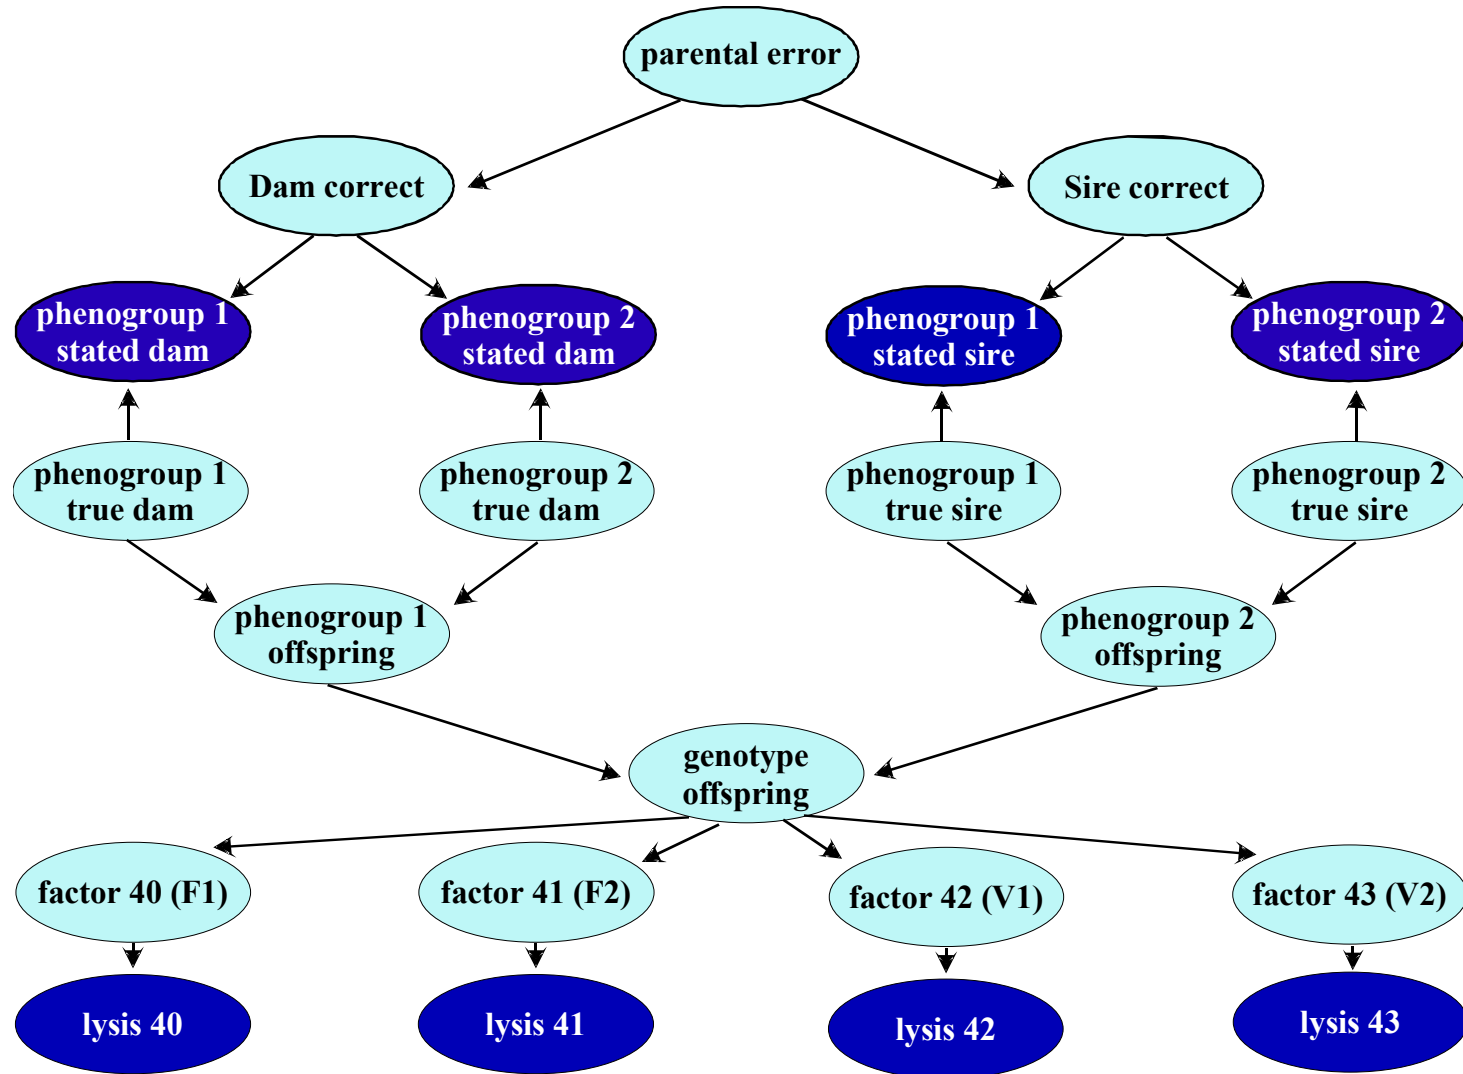 parental error
Dam correct
Sire correct
phenogroup 1
stated dam
phenogroup 2
stated dam
phenogroup 1
stated sire
phenogroup 2
stated sire
phenogroup 1
true dam
phenogroup 2
true dam
phenogroup 1
true sire
phenogroup 2
true sire
phenogroup 1
offspring
phenogroup 2
offspring
genotype
offspring
factor 40 (F1)
factor 41 (F2)
factor 42 (V1)
factor 43 (V2)
lysis 40
lysis 41
lysis 42
lysis 43